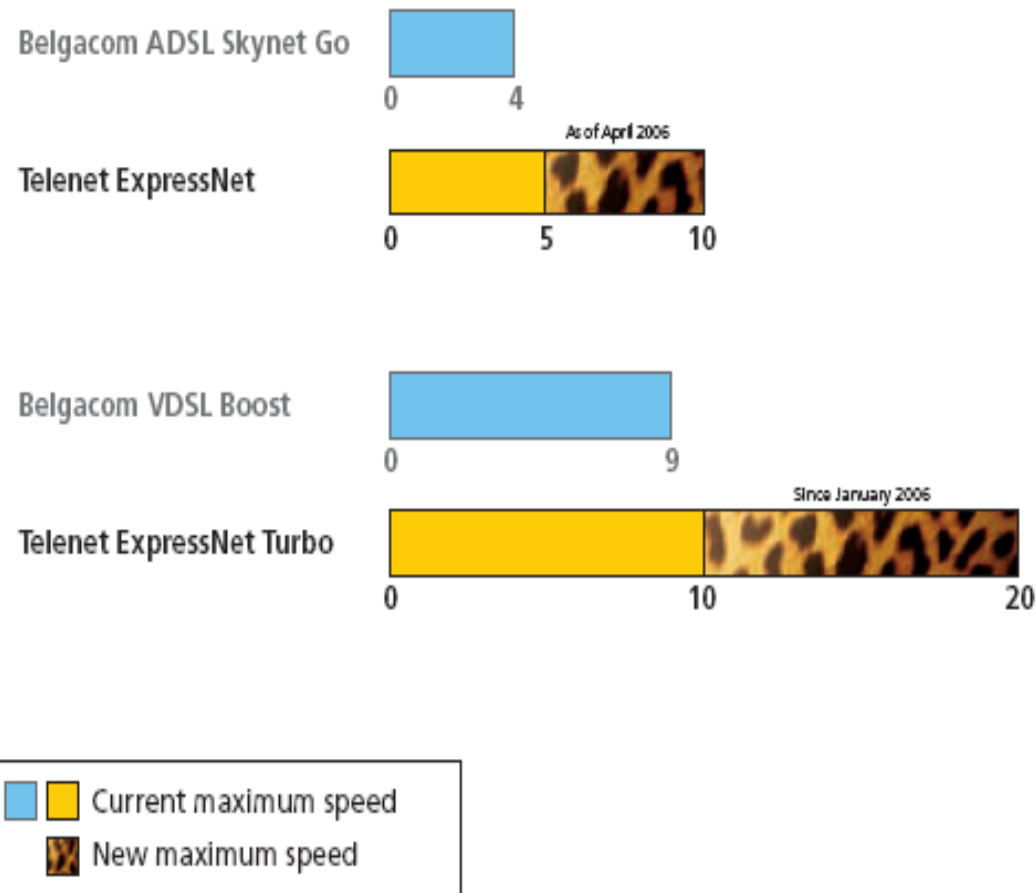 Belgacom ADSL Skynet Go
0 4
As of April 2006
Telenet ExpressNet
0 5 10
Belgacom VDSL Boost
0 9
Since January 2006
Telenet ExpressNet Turbo
0 10 20
Current maximum speed
New maximum speed